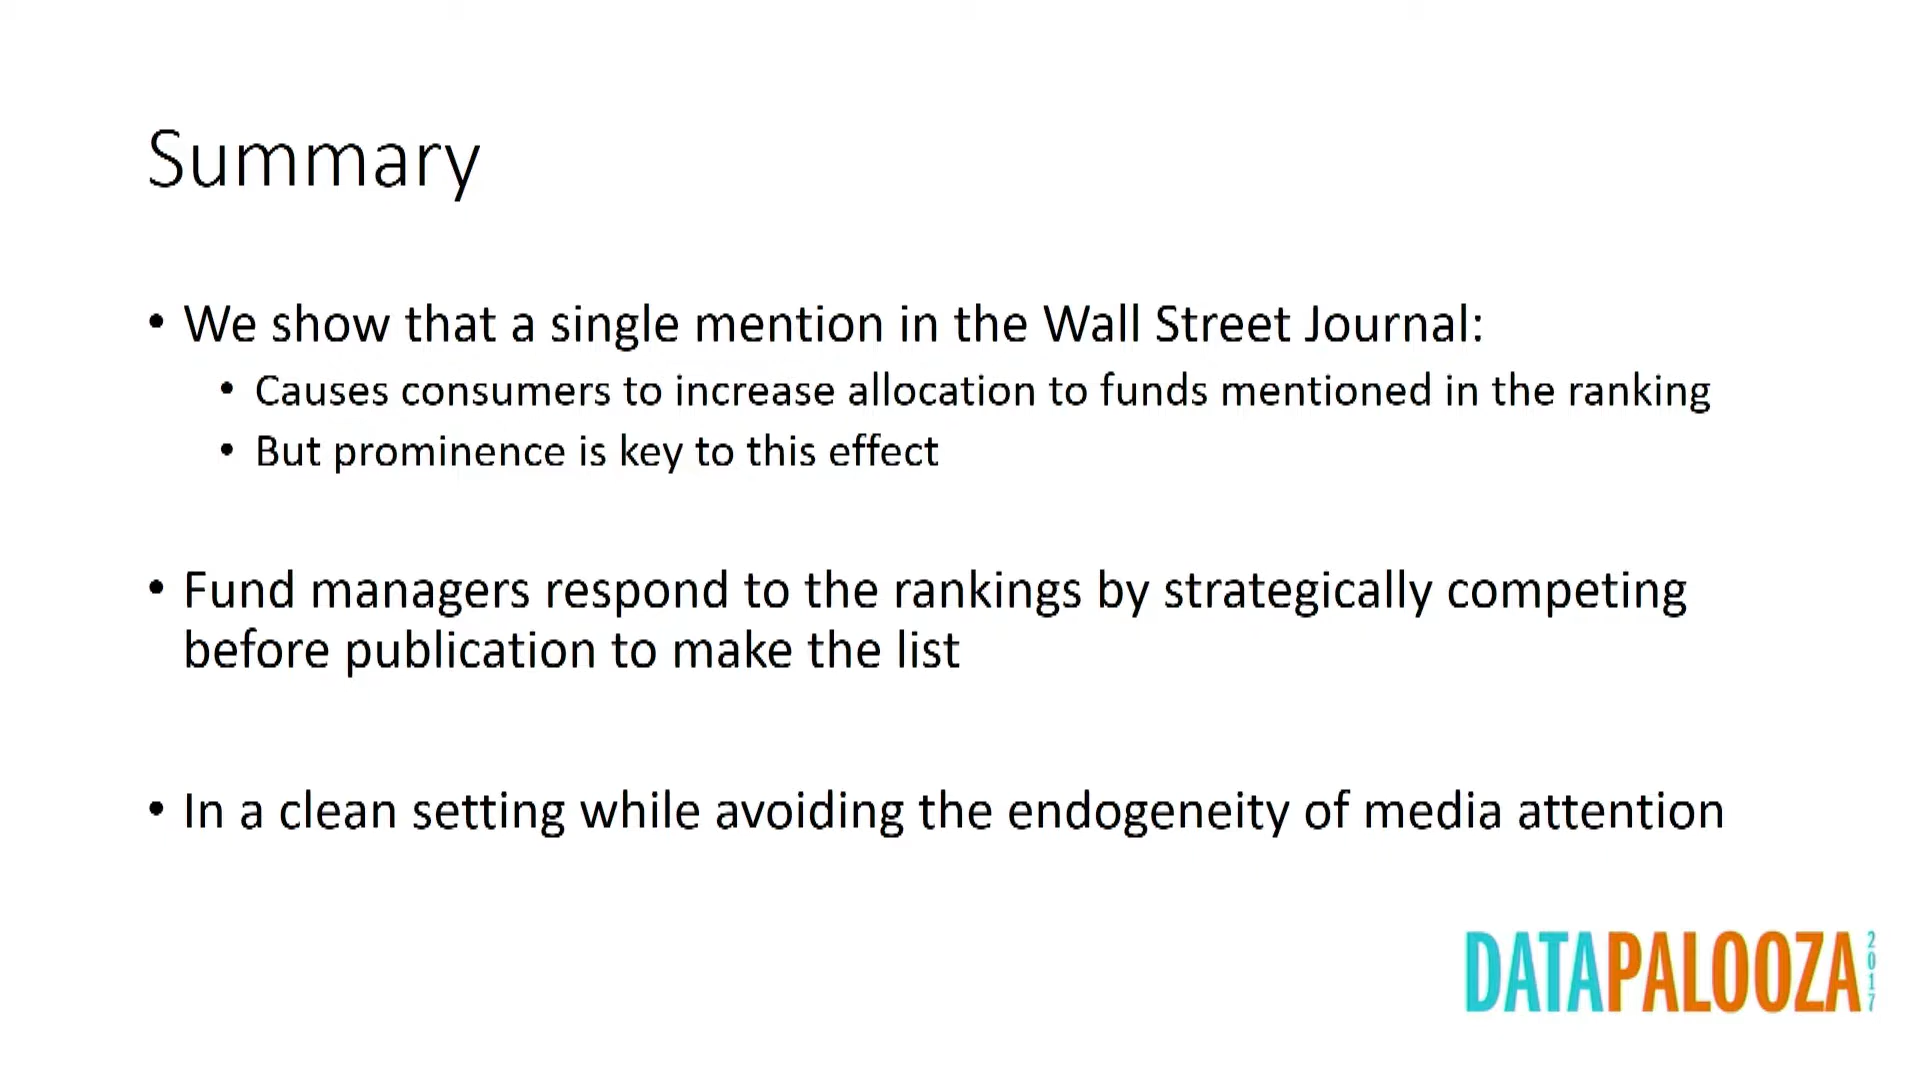 Summary
• We show that a single mention in the Wall Street Journal:
• Causes consumers to increase allocation to funds mentioned in the ranking
• But prominence is key to this effect
• Fund managers respond to the rankings by strategically competing
before publication to make the list
• In a clean setting while avoiding the endogeneity of media attention
DATAPALOOZA 2017